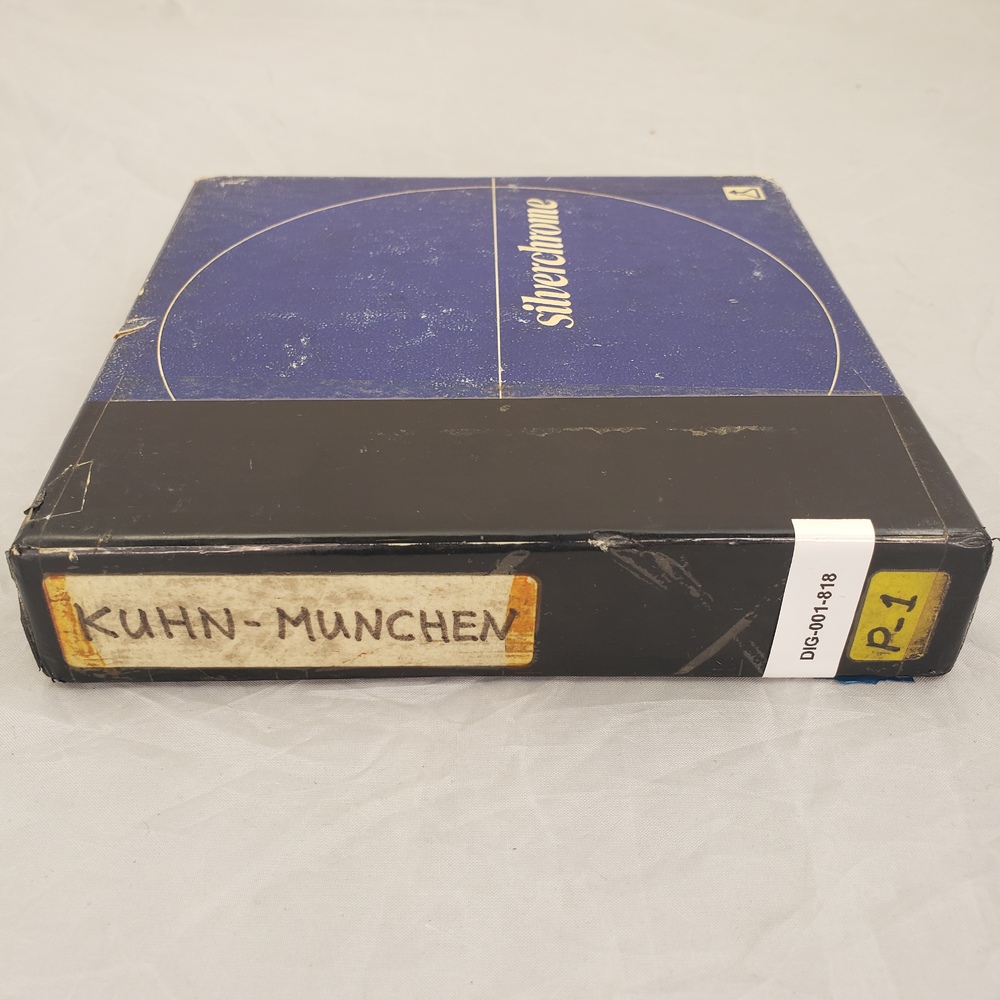 silverchrome
KUHN-MUNCHEN
DIG-001-818
P-1